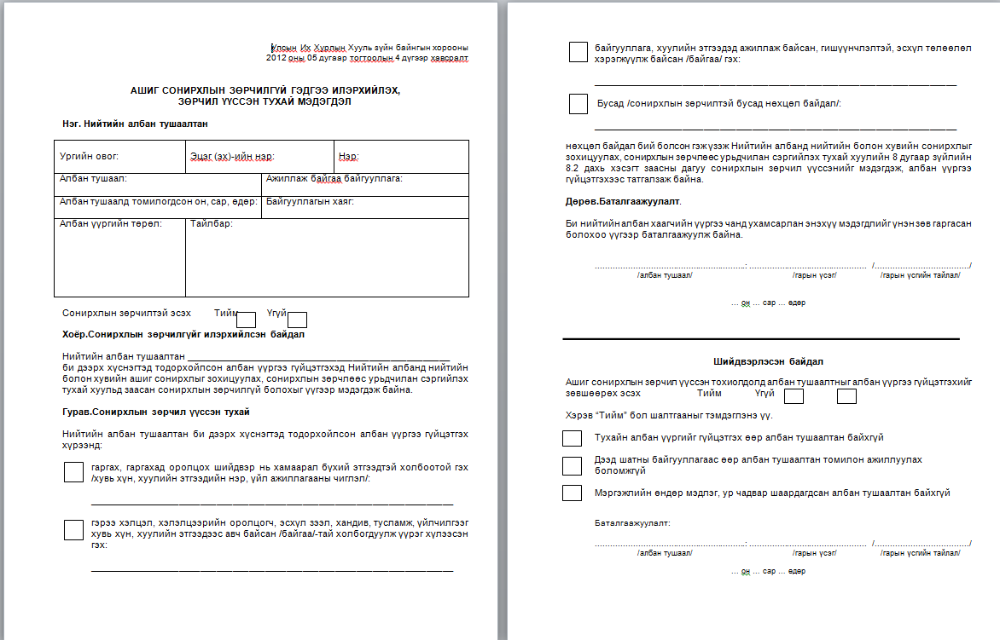 Улсын Их Хурлын Хууль зүйн байнгын хорооны
2012 оны 05 дугаар тогтоолын 4 дүгээр хавсралт
АШИГ СОНИРХЛЫН ЗӨРЧИЛГҮЙ ГЭДГЭЭ ИЛЭРХИЙЛЭХ,
ЗӨРЧИЛ ҮҮССЭН ТУХАЙ МЭДЭГДЭЛ
Нэг. Нийтийн албан тушаалтан
Ургийн овог: Эцэг (эх)-ийн нэр: Нэр:
Албан тушаал: Ажиллаж байгаа байгууллага:
Албан тушаалд томилогдсон он, сар, өдөр: Байгууллагын хаяг:
Албан үүргийн төрөл: Тайлбар:
Сонирхлын зөрчилтэй эсэх Тийм Үгүй
Хоёр.Сонирхлын зөрчилгүйг илэрхийлсэн байдал
Нийтийн албан тушаалтан ________________________________________________
би дээрх хүснэгтэд тодорхойлсон албан үүргээ гүйцэтгэхэд Нийтийн албанд нийтийн
болон хувийн ашиг сонирхлыг зохицуулах, сонирхлын зөрчлөөс урьдчилан сэргийлэх
тухай хуульд заасан сонирхлын зөрчилгүй болохыг үүгээр мэдэгдэж байна.
Гурав.Сонирхлын зөрчил үүссэн тухай
Нийтийн албан тушаалтан би дээрх хүснэгтэд тодорхойлсон албан үүргээ гүйцэтгэх
хүрээнд:
гаргах, гаргахад оролцох шийдвэр нь хамаарал бүхий этгээдтэй холбоотой гэх
/хувь хүн, хуулийн этгээдийн нэр, үйл ажиллагааны чиглэл/:
__________________________________________________________________
гэрээ хэлцэл, хэлэлцээрийн оролцогч, эсхүл зээл, хандив, тусламж, үйлчилгээг
хувь хүн, хуулийн этгээдээс авч байсан /байгаа/-тай холбогдуулж үүрэг хүлээсэн
гэх:
__________________________________________________________________
байгууллага, хуулийн этгээдэд ажиллаж байсан, гишүүнчлэлтэй, эсхүл төлөөлөл
хэрэгжүүлж байсан /байгаа/ гэх:
__________________________________________________________________
Бусад /сонирхлын зөрчилтэй бусад нөхцөл байдал/:
__________________________________________________________________
нөхцөл байдал бий болсон гэж үзэж Нийтийн албанд нийтийн болон хувийн сонирхлыг
зохицуулах, сонирхлын зөрчлөөс урьдчилан сэргийлэх тухай хуулийн 8 дугаар зүйлийн
8.2 дахь хэсэгт заасны дагуу сонирхлын зөрчил үүссэнийг мэдэгдэж, албан үүргээ
гүйцэтгэхээс татгалзаж байна.
Дөрөв.Баталгаажуулалт.
Би нийтийн албан хаагчийн үүргээ чанд ухамсарлан энэхүү мэдэгдлийг үнэн зөв гаргасан
болохоо үүгээр баталгаажуулж байна.
............................................................: ............................................... /......................................./
/албан тушаал/ /гарын үсэг/ /гарын үсгийн тайлал/
... он ... сар ... өдөр
Шийдвэрлэсэн байдал
Ашиг сонирхлын зөрчил үүссэн тохиолдолд албан тушаалтныг албан үүргээ гүйцэтгэхийг
зөвшөөрөх эсэх Тийм Үгүй
Хэрэв “Тийм” бол шалтгааныг тэмдэглэнэ үү.
Тухайн албан үүргийг гүйцэтгэх өөр албан тушаалтан байхгүй
Дээд шатны байгууллагаас өөр албан тушаалтан томилон ажиллуулах
боломжгүй
Мэргэжлийн өндөр мэдлэг, ур чадвар шаардагдсан албан тушаалтан байхгүй
Баталгаажуулалт:
............................................................: ............................................... /......................................./
/албан тушаал/ /гарын үсэг/ /гарын үсгийн тайлал/
... он ... сар ... өдөр